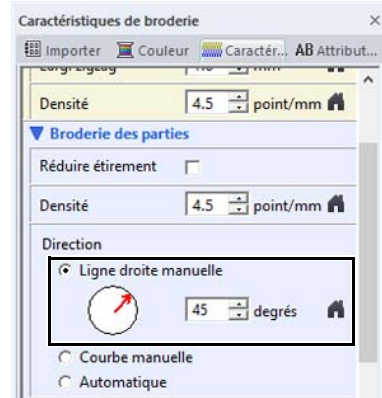 Caractéristiques de broderie
Importer Couleur Caractér... AB Attribut...
Densité 4.5 point/mm
Broderie des parties
Réduire étirement
Densité 4.5 point/mm
Direction
Ligne droite manuelle
45 degrés
Courbe manuelle
Automatique